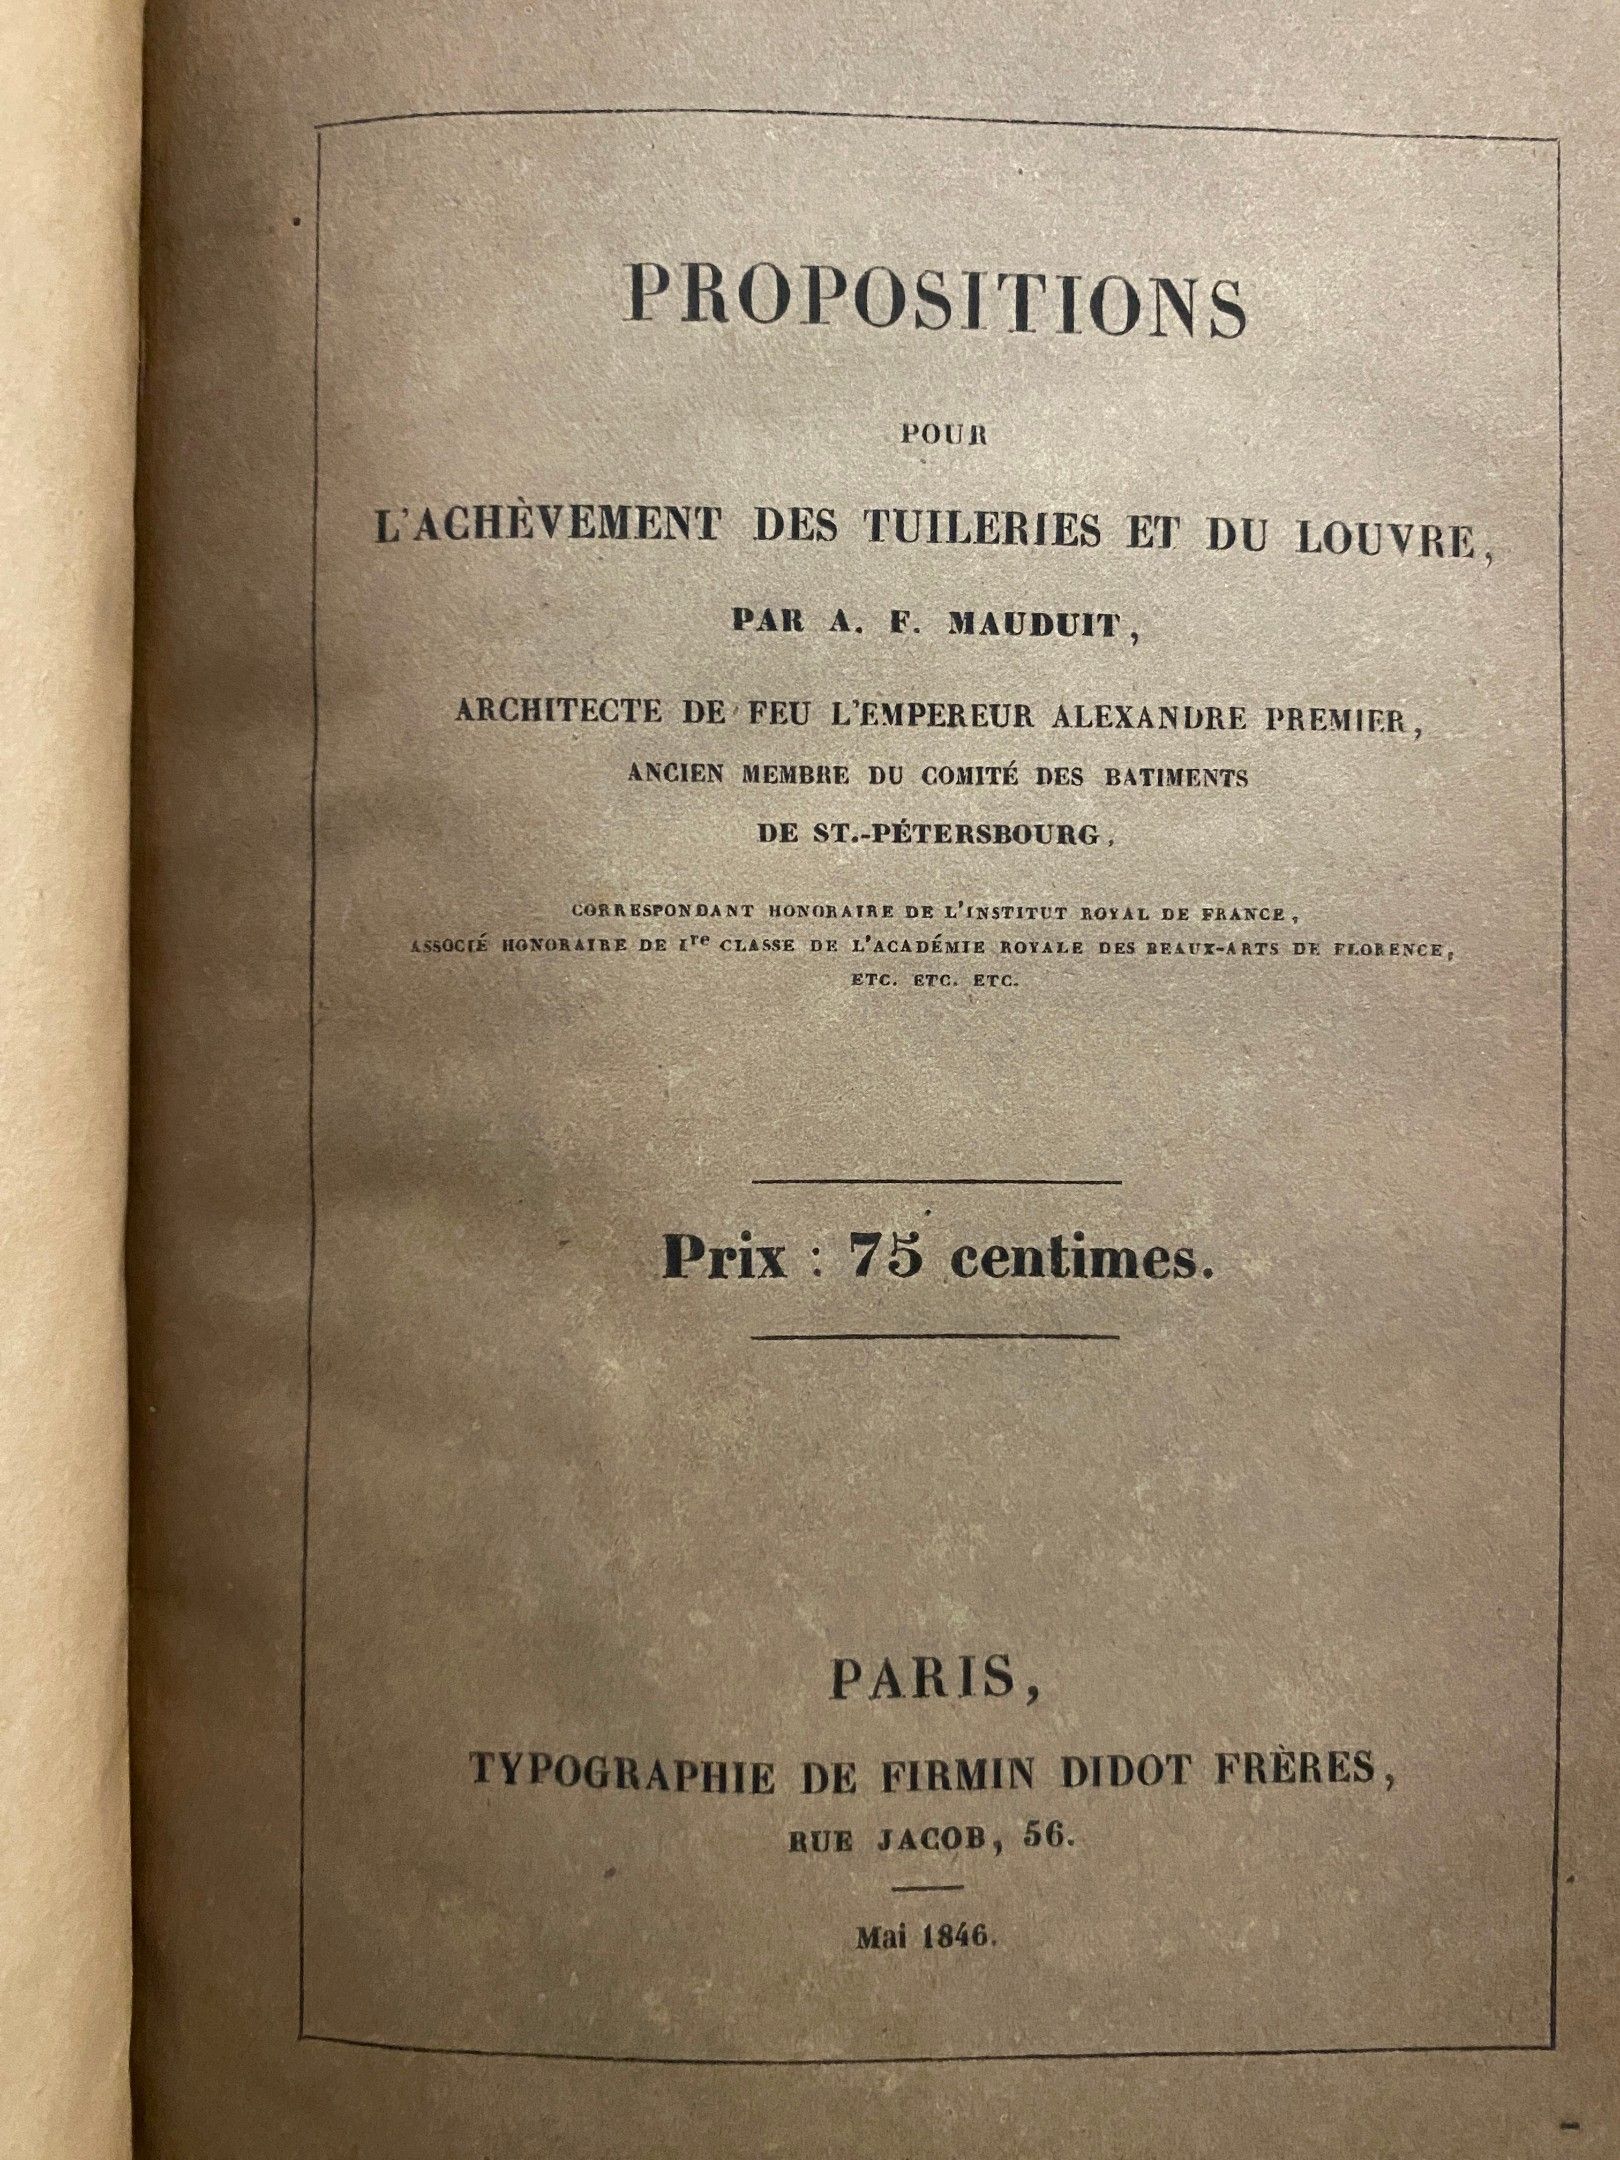 PROPOSITIONS
POUR
L'ACHÈVEMENT DES TUILERIES ET DU LOUVRE,
PAR A. F. MAUDUIT,
ARCHITECTE DE FEU L'EMPEREUR ALEXANDRE PREMIER,
ANCIEN MEMBRE DU COMITÉ DES BATIMENTS
DE ST.-PÉTERSBOURG,
CORRESPONDANT HONORAIRE DE L'INSTITUT ROYAL DE FRANCE,
ASSOCIÉ HONORAIRE DE Ire CLASSE DE L'ACADÉMIE ROYALE DES BEAUX-ARTS DE FLORENCE,
ETC. ETC. ETC.
Prix : 75 centimes.
PARIS,
TYPOGRAPHIE DE FIRMIN DIDOT FRÈRES,
RUE JACOB, 56.
Mai 1846.